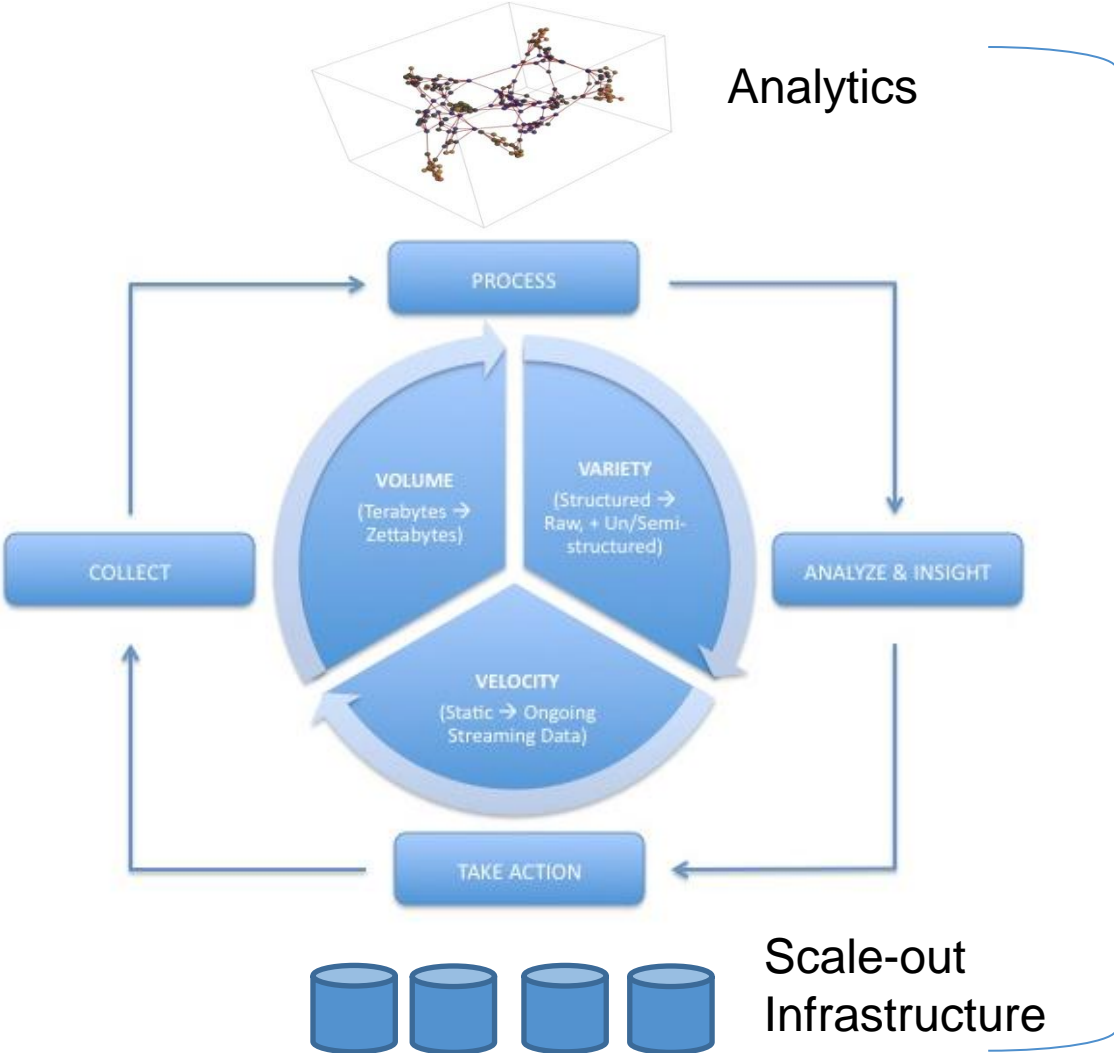 Analytics
PROCESS
VOLUME
(Terabytes →
Zettabytes)
VARIETY
(Structured →
Raw, + Un/Semi-
structured)
COLLECT
ANALYZE & INSIGHT
VELOCITY
(Static → Ongoing
Streaming Data)
TAKE ACTION
Scale-out
Infrastructure